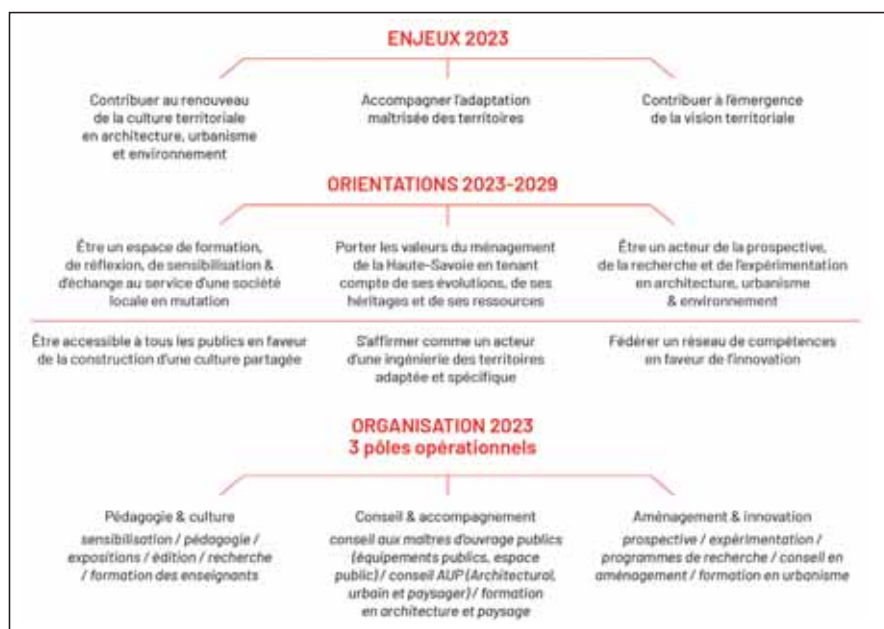 ENJEUX 2023
Contribuer au renouveau
de la culture territoriale
en architecture, urbanisme
et environnement
Accompagner l'adaptation
maîtrisée des territoires
Contribuer à l'émergence
de la vision territoriale
ORIENTATIONS 2023-2029
Être un espace de formation,
de réflexion, de sensibilisation &
d'échange au service d'une société
locale en mutation
Porter les valeurs du ménagement
de la Haute-Savoie en tenant
compte de ses évolutions, de ses
héritages et de ses ressources
Être un acteur de la prospective,
de la recherche et de l'expérimentation
en architecture, urbanisme
& environnement
Être accessible à tous les publics en faveur
de la construction d'une culture partagée
S'affirmer comme un acteur
d'une ingénierie des territoires
adaptée et spécifique
Fédérer un réseau de compétences
en faveur de l'innovation
ORGANISATION 2023
3 pôles opérationnels
Pédagogie & culture
sensibilisation / pédagogie /
expositions / édition / recherche
/ formation des enseignants
Conseil & accompagnement
conseil aux maîtres d'ouvrage publics
(équipements publics, espace
public) / conseil AUP (Architectural,
urbain et paysager) / formation
en architecture et paysage
Aménagement & innovation
prospective / expérimentation /
programmes de recherche / conseil en
aménagement / formation en urbanisme